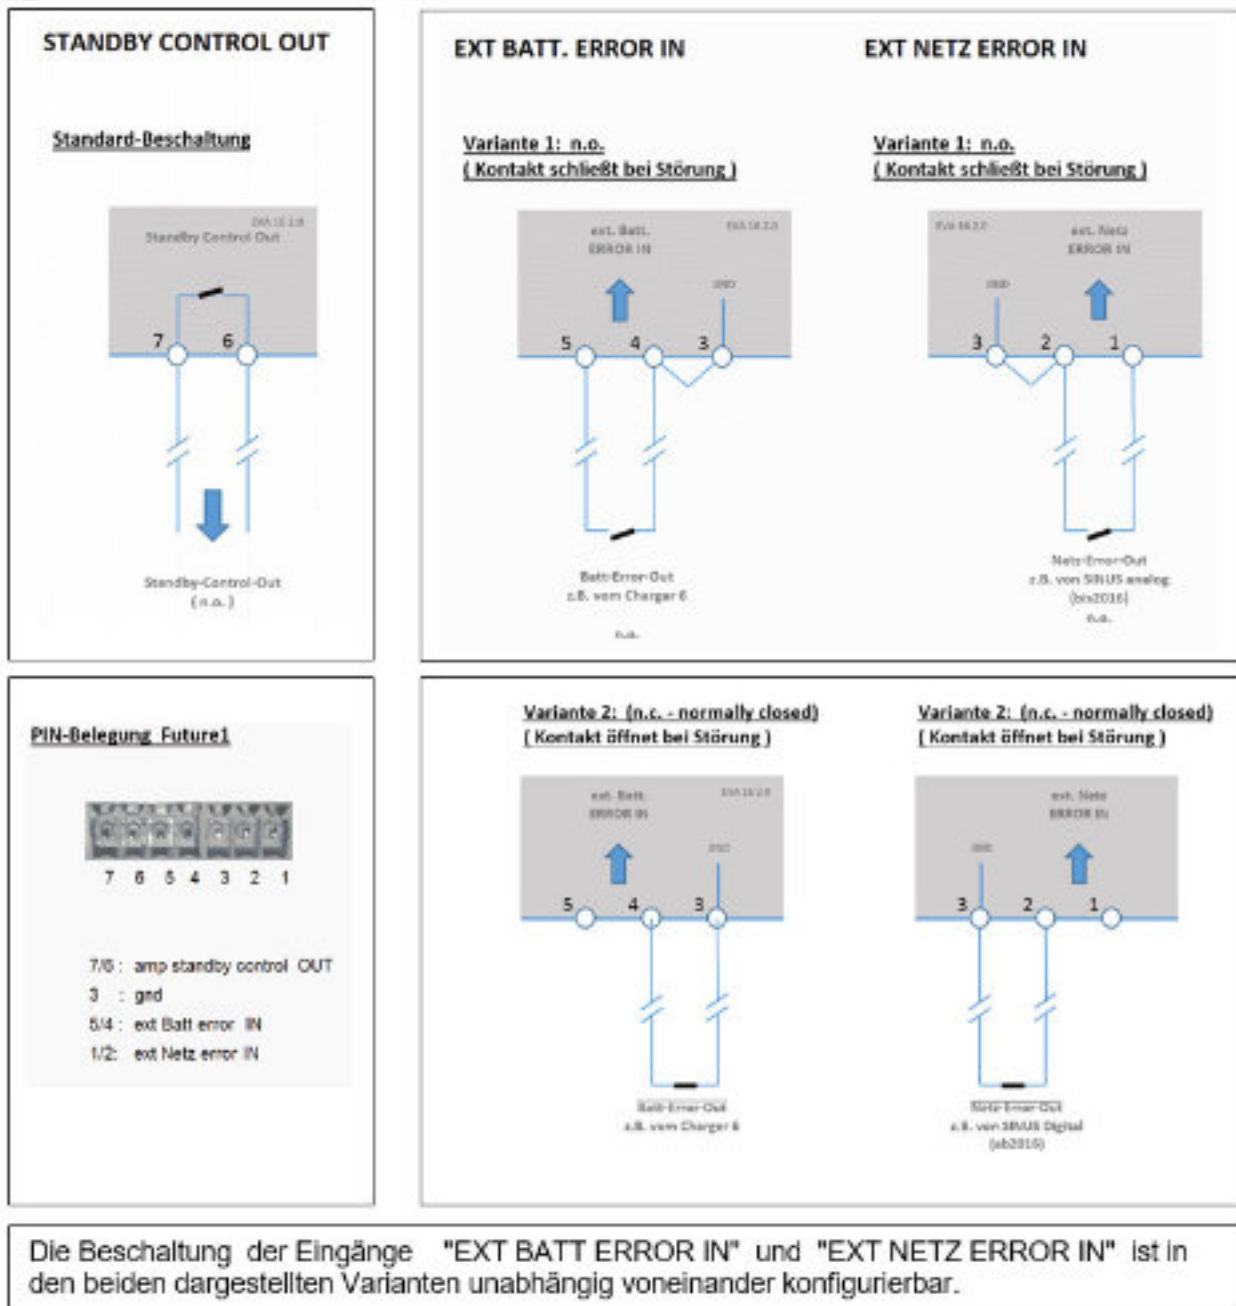 STANDBY CONTROL OUT
Standard-Beschaltung
Standby Control Out
7 6
Standby-Control-Out
( n.o. )
EXT BATT. ERROR IN
EXT NETZ ERROR IN
Variante 1: n.o.
( Kontakt schließt bei Störung )
ext. Batt.
ERROR IN
GND
5 4 3
Batt-Error-Out
z.B. vom Charger 6
n.o.
Variante 1: n.o.
( Kontakt schließt bei Störung )
ext. Netz
ERROR IN
GND
3 2 1
Netz-Error-Out
z.B. von SINUS analog
(bis2016)
n.o.
PIN-Belegung Future1
7 6 5 4 3 2 1
7/6 : amp standby control OUT
3 : gnd
5/4 : ext Batt error IN
1/2: ext Netz error IN
Variante 2: (n.c. - normally closed)
( Kontakt öffnet bei Störung )
ext. Batt.
ERROR IN
GND
5 4 3
Batt-Error-Out
z.B. vom Charger 6
Variante 2: (n.c. - normally closed)
( Kontakt öffnet bei Störung )
ext. Netz
ERROR IN
GND
3 2 1
Netz-Error-Out
z.B. von SINUS Digital
(ab2016)
Die Beschaltung der Eingänge "EXT BATT ERROR IN" und "EXT NETZ ERROR IN" ist in
den beiden dargestellten Varianten unabhängig voneinander konfigurierbar.